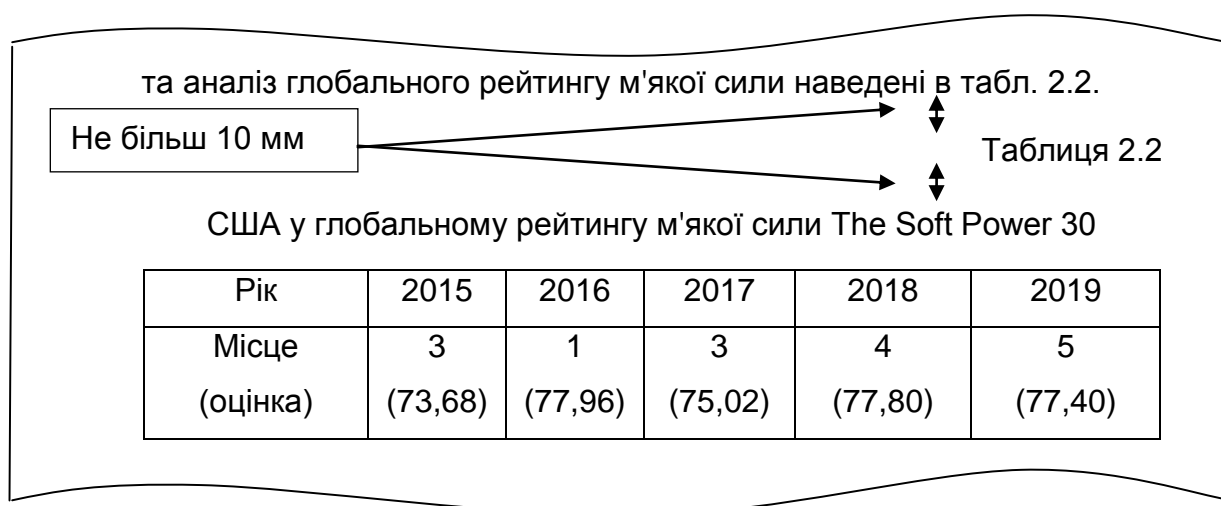 та аналіз глобального рейтингу м'якої сили наведені в табл. 2.2.
Не більш 10 мм
Таблиця 2.2
США у глобальному рейтингу м'якої сили The Soft Power 30
Рік 2015 2016 2017 2018 2019
Місце 3 1 3 4 5
(оцінка) (73,68) (77,96) (75,02) (77,80) (77,40)